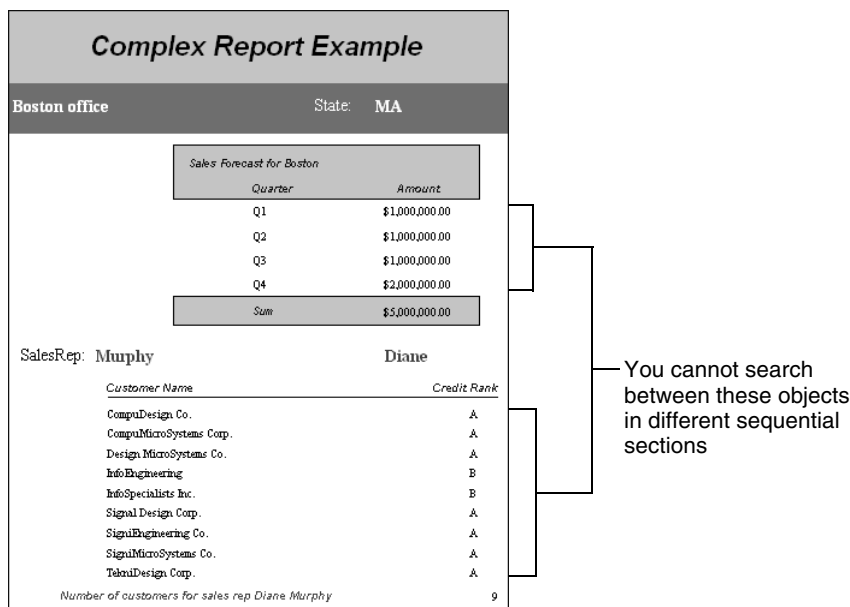 Complex Report Example
Boston office State: MA
Sales Forecast for Boston
Quarter Amount
Q1 $1,000,000.00
Q2 $1,000,000.00
Q3 $1,000,000.00
Q4 $2,000,000.00
Sum $5,000,000.00
SalesRep: Murphy Diane
Customer Name Credit Rank
CompuDesign Co. A
CompuMicroSystems Corp. A
Design MicroSystems Co. A
InfoEngineering B
InfoSpecialists Inc. B
Signal Design Corp. A
SigniEngineering Co. A
SigniMicroSystems Co. A
TekniDesign Corp. A
Number of customers for sales rep Diane Murphy 9
You cannot search
between these objects
in different sequential
sections